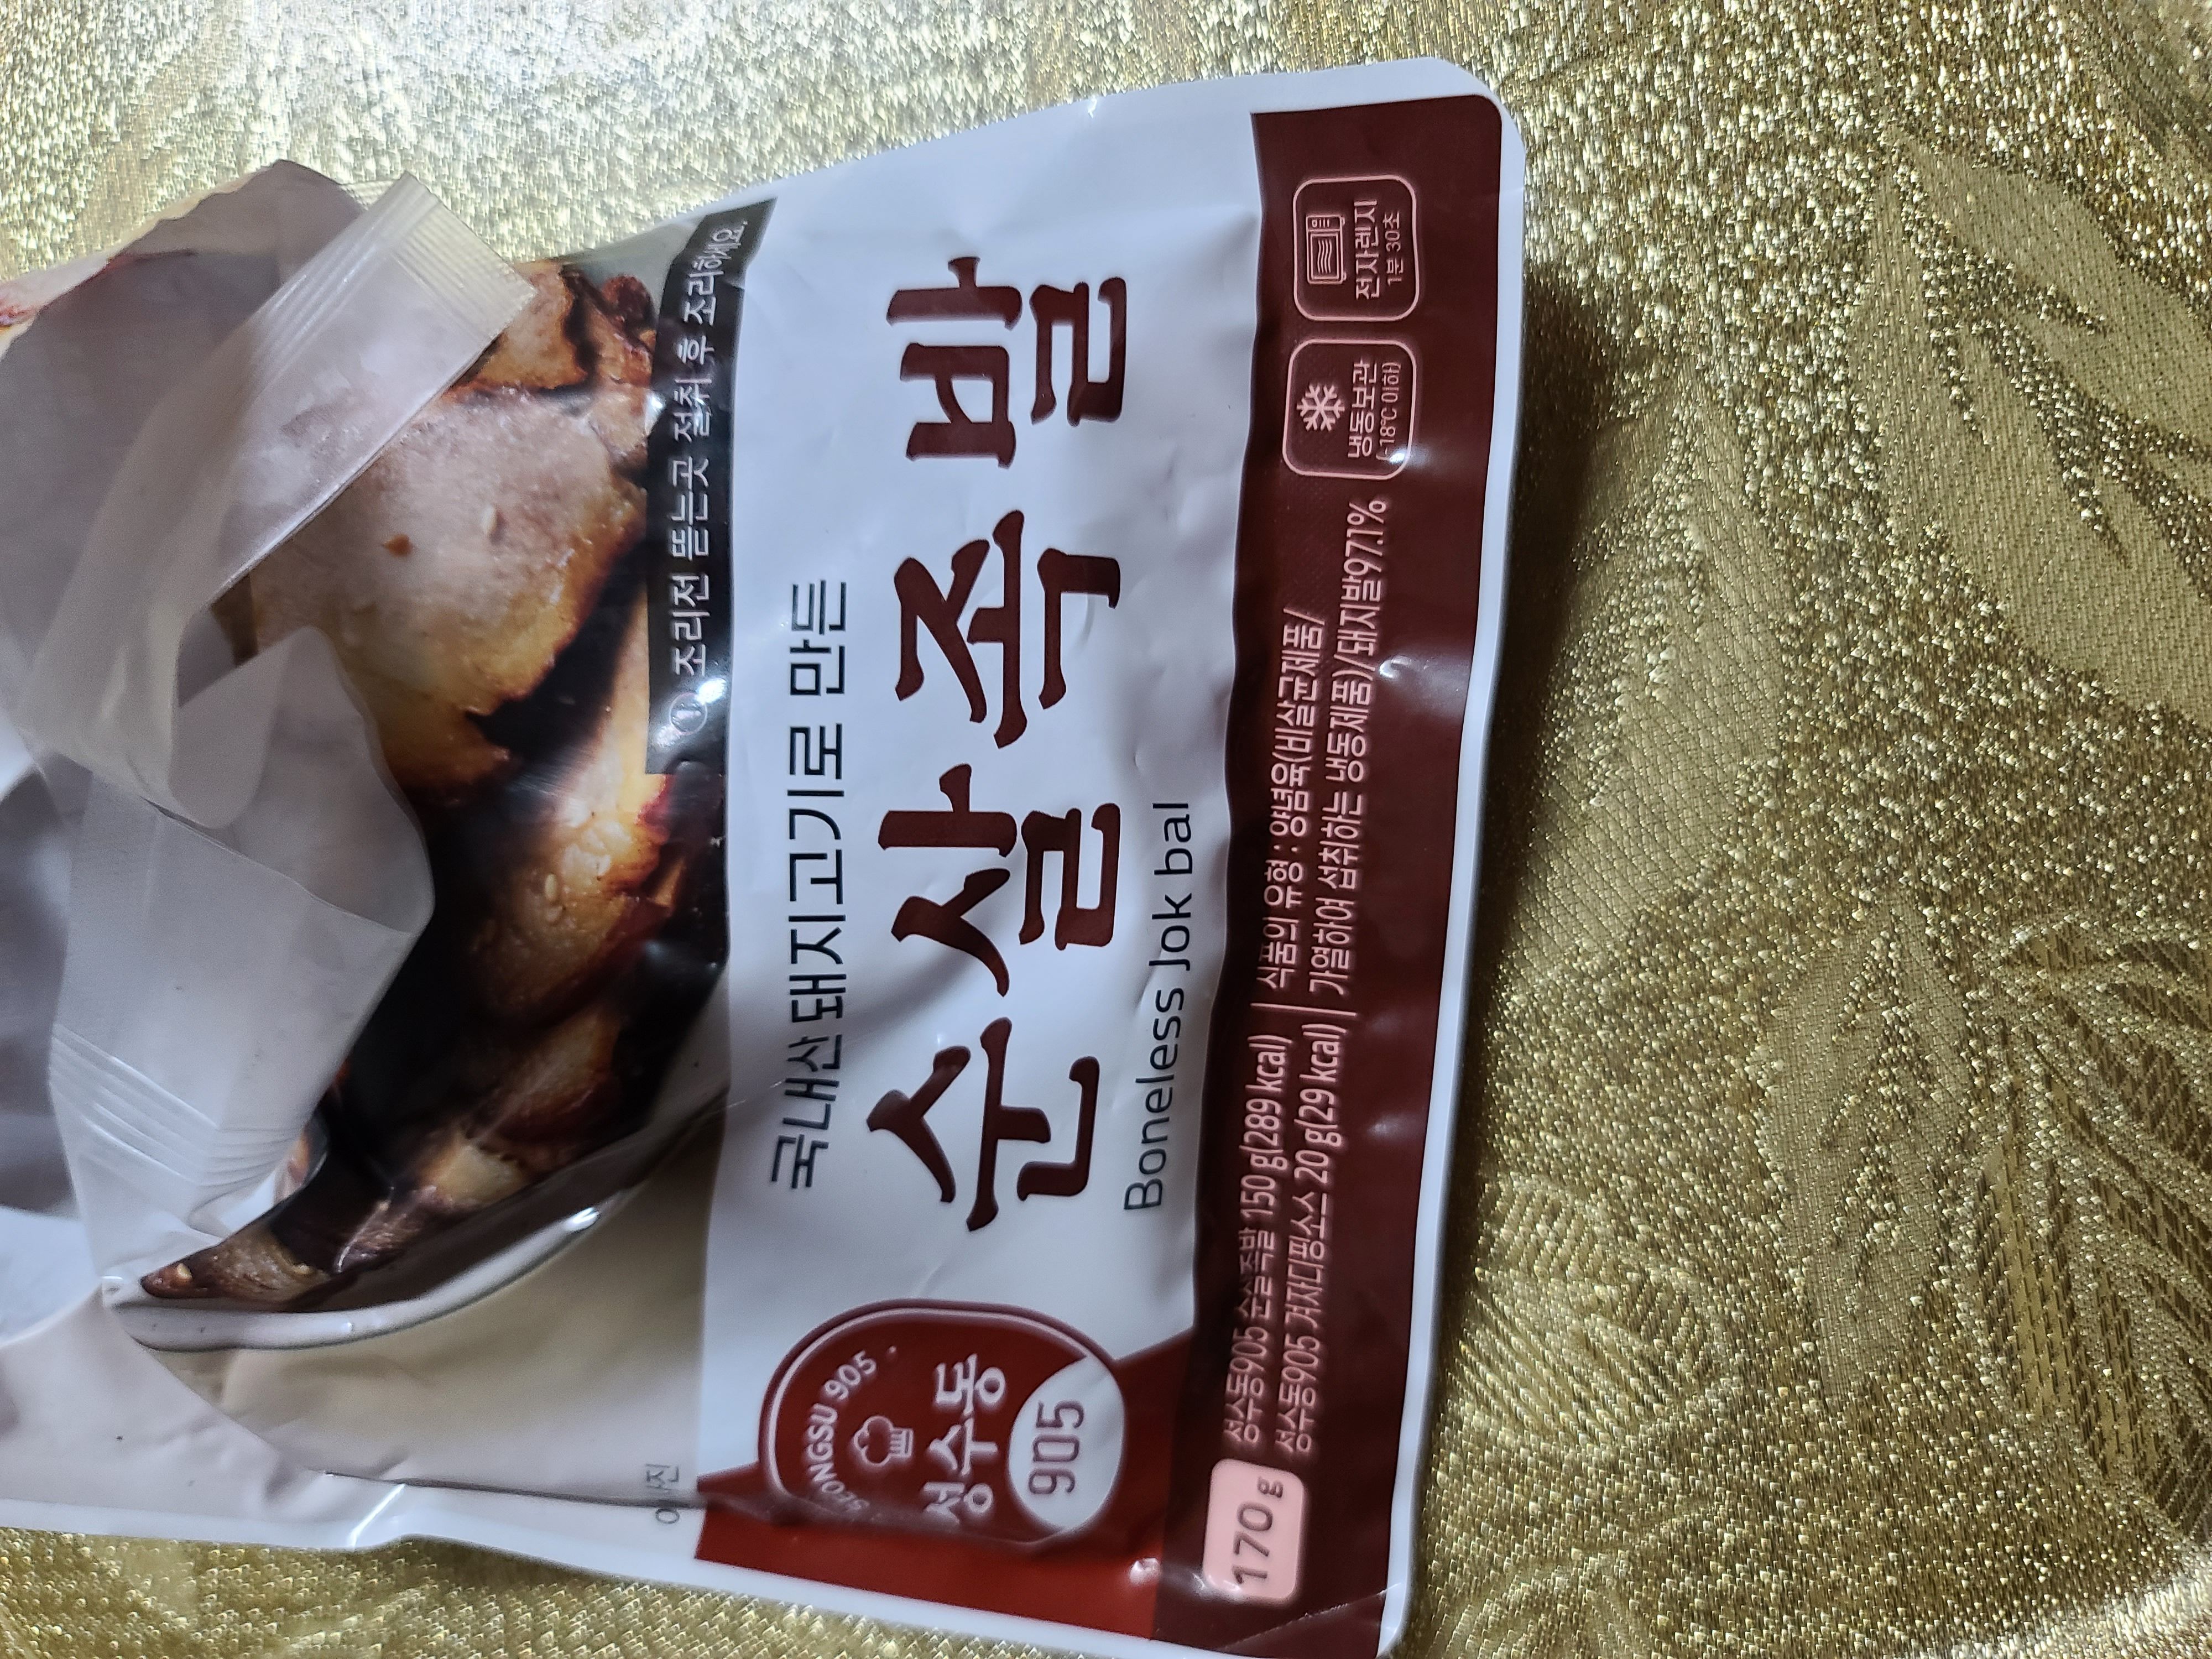 ① 조리전 뜯는곳 절취 후 조리하세요.
국내산 돼지고기로 만든
순살족발
Boneless Jok bal
SEONGSU 905
성수동
905
170 g
성수동905 순살족발 150 g(289 kcal)
성수동905 겨자디핑소스 20 g(29 kcal)
식품의 유형 : 양념육(비살균제품/
가열하여 섭취하는 냉동제품)/돼지발97.1%
냉동보관
(-18℃ 이하)
전자렌지
1분 30초